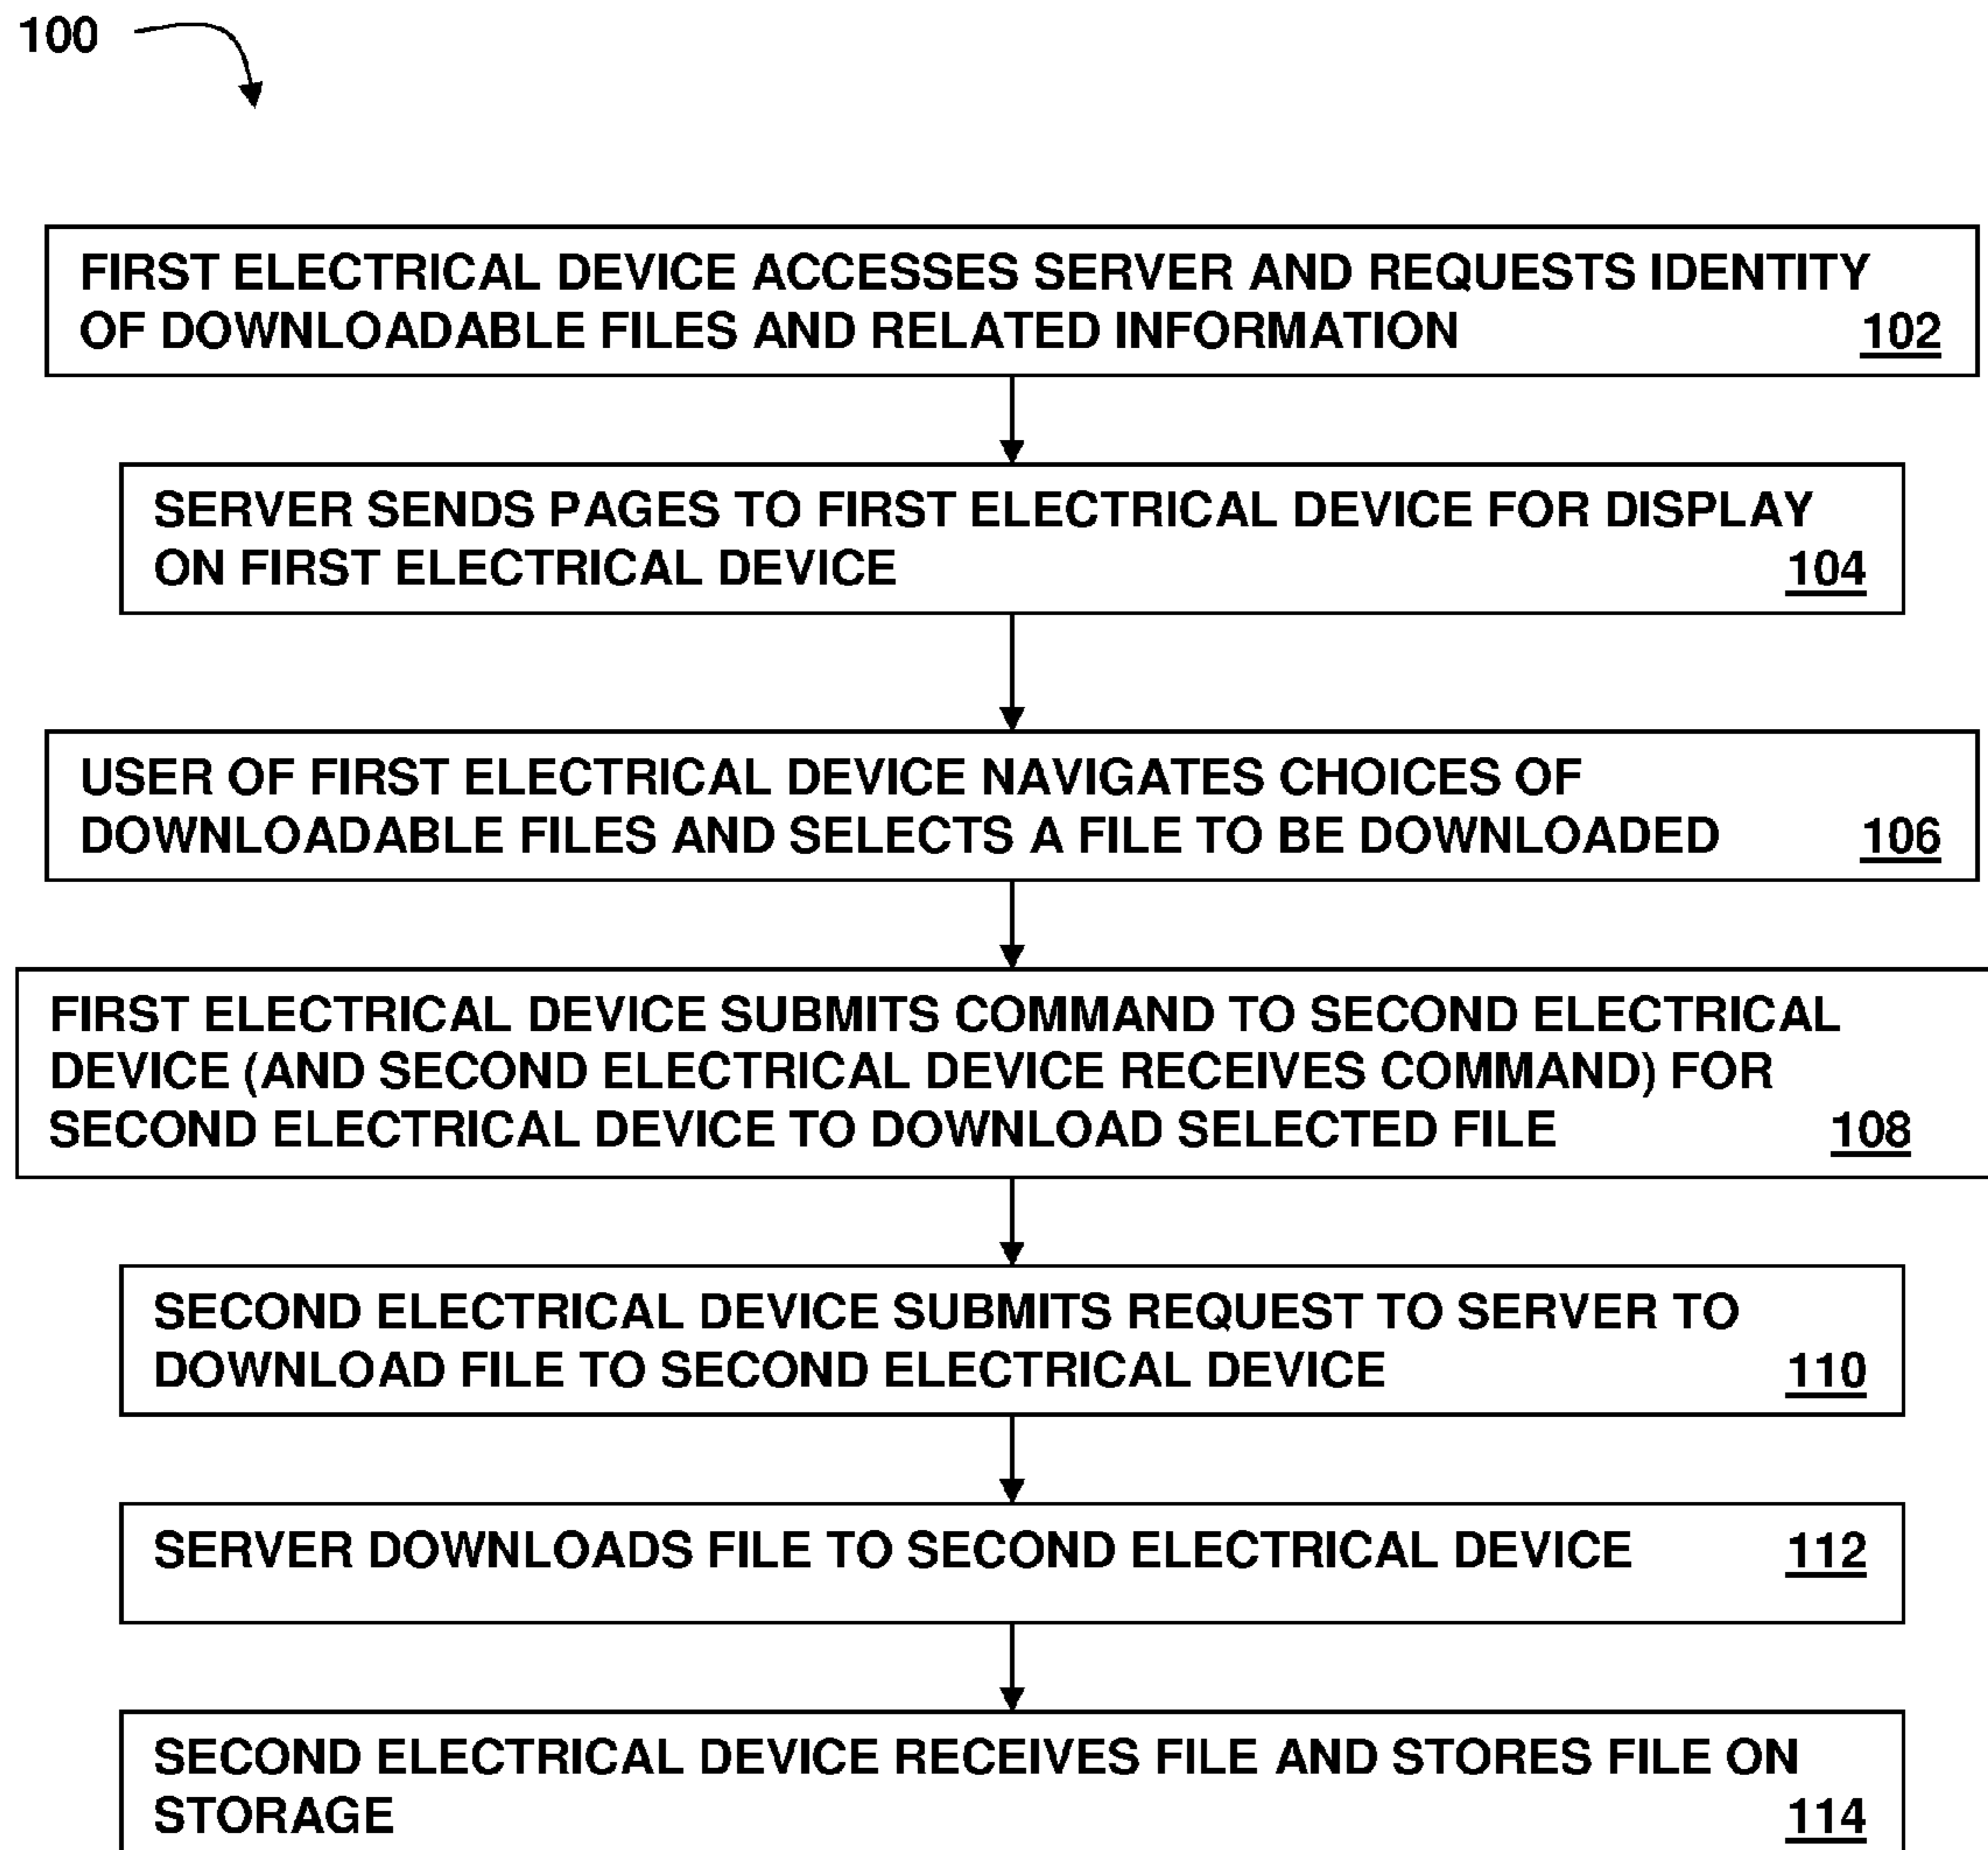 100
FIRST ELECTRICAL DEVICE ACCESSES SERVER AND REQUESTS IDENTITY
OF DOWNLOADABLE FILES AND RELATED INFORMATION 102
SERVER SENDS PAGES TO FIRST ELECTRICAL DEVICE FOR DISPLAY
ON FIRST ELECTRICAL DEVICE 104
USER OF FIRST ELECTRICAL DEVICE NAVIGATES CHOICES OF
DOWNLOADABLE FILES AND SELECTS A FILE TO BE DOWNLOADED 106
FIRST ELECTRICAL DEVICE SUBMITS COMMAND TO SECOND ELECTRICAL
DEVICE (AND SECOND ELECTRICAL DEVICE RECEIVES COMMAND) FOR
SECOND ELECTRICAL DEVICE TO DOWNLOAD SELECTED FILE 108
SECOND ELECTRICAL DEVICE SUBMITS REQUEST TO SERVER TO
DOWNLOAD FILE TO SECOND ELECTRICAL DEVICE 110
SERVER DOWNLOADS FILE TO SECOND ELECTRICAL DEVICE 112
SECOND ELECTRICAL DEVICE RECEIVES FILE AND STORES FILE ON
STORAGE 114